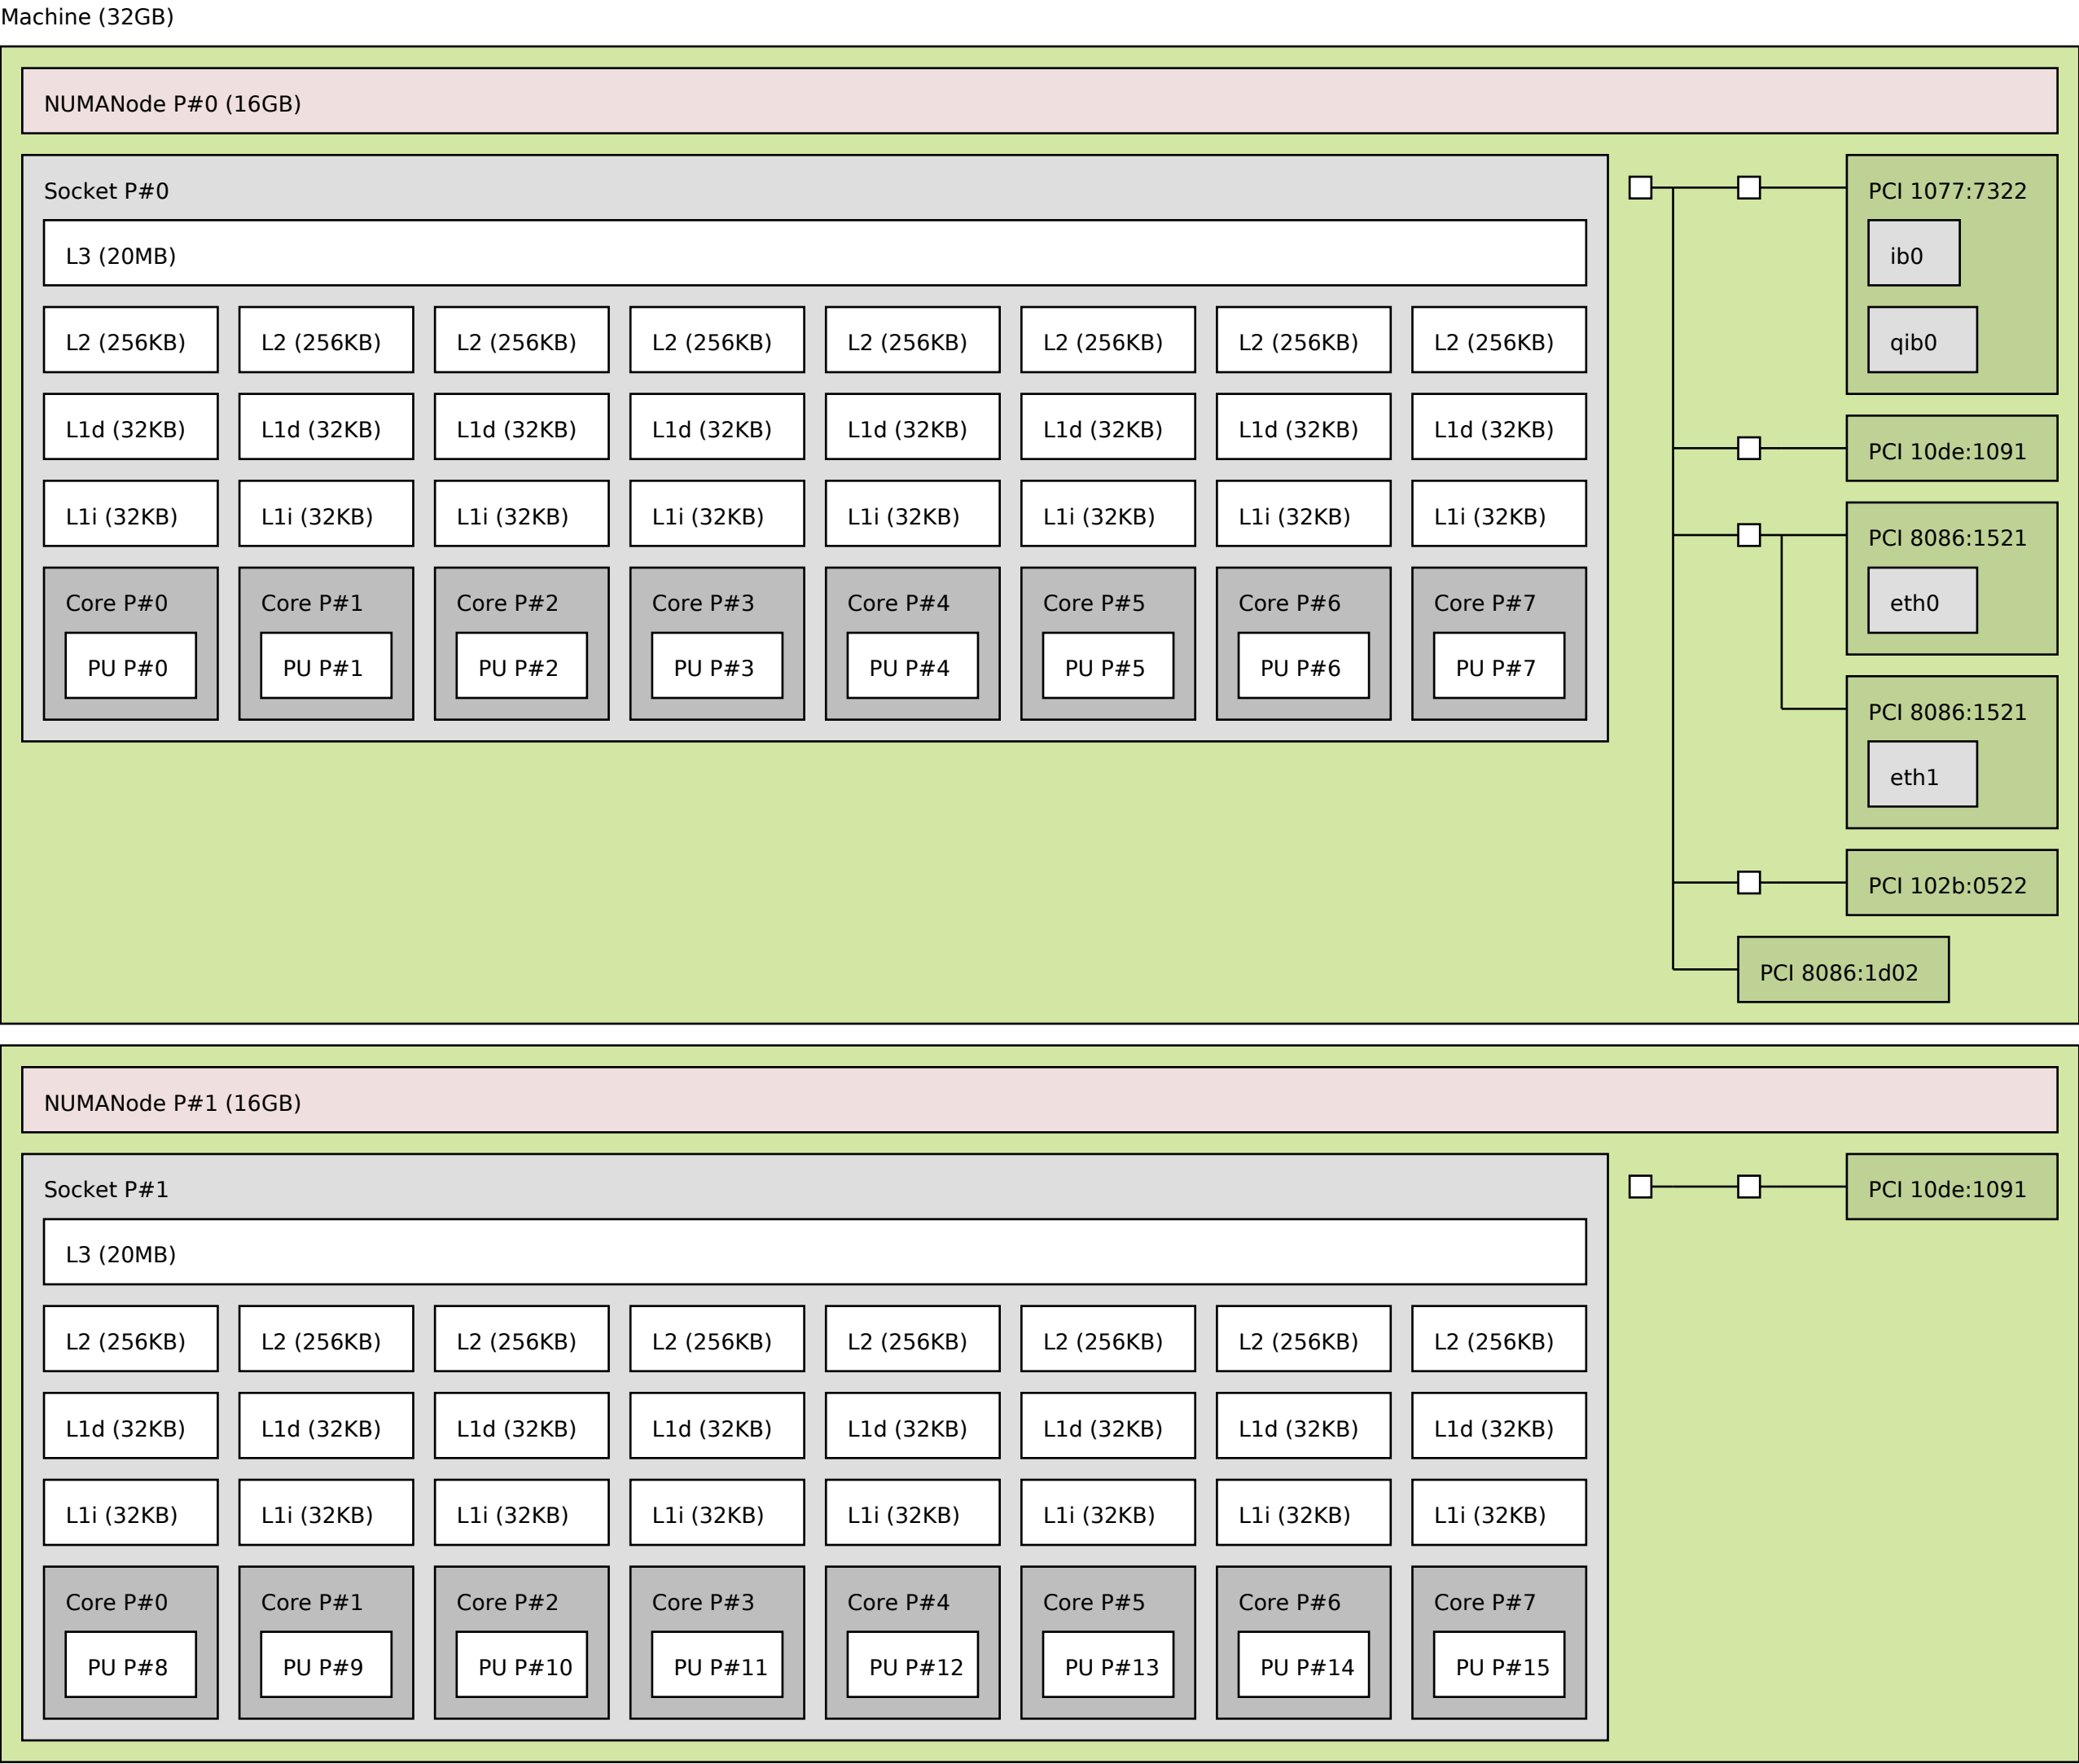 Machine (32GB)
NUMANode P#0 (16GB)
Socket P#0
L3 (20MB)
L2 (256KB) L2 (256KB) L2 (256KB) L2 (256KB) L2 (256KB) L2 (256KB) L2 (256KB) L2 (256KB)
L1d (32KB) L1d (32KB) L1d (32KB) L1d (32KB) L1d (32KB) L1d (32KB) L1d (32KB) L1d (32KB)
L1i (32KB) L1i (32KB) L1i (32KB) L1i (32KB) L1i (32KB) L1i (32KB) L1i (32KB) L1i (32KB)
Core P#0 Core P#1 Core P#2 Core P#3 Core P#4 Core P#5 Core P#6 Core P#7
PU P#0 PU P#1 PU P#2 PU P#3 PU P#4 PU P#5 PU P#6 PU P#7
PCI 1077:7322
ib0
qib0
PCI 10de:1091
PCI 8086:1521
eth0
PCI 8086:1521
eth1
PCI 102b:0522
PCI 8086:1d02
NUMANode P#1 (16GB)
Socket P#1
L3 (20MB)
L2 (256KB) L2 (256KB) L2 (256KB) L2 (256KB) L2 (256KB) L2 (256KB) L2 (256KB) L2 (256KB)
L1d (32KB) L1d (32KB) L1d (32KB) L1d (32KB) L1d (32KB) L1d (32KB) L1d (32KB) L1d (32KB)
L1i (32KB) L1i (32KB) L1i (32KB) L1i (32KB) L1i (32KB) L1i (32KB) L1i (32KB) L1i (32KB)
Core P#0 Core P#1 Core P#2 Core P#3 Core P#4 Core P#5 Core P#6 Core P#7
PU P#8 PU P#9 PU P#10 PU P#11 PU P#12 PU P#13 PU P#14 PU P#15
PCI 10de:1091